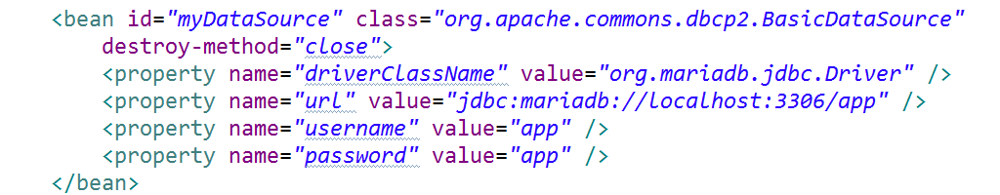 <bean id="myDataSource" class="org.apache.commons.dbcp2.BasicDataSource"
    destroy-method="close">
    <property name="driverClassName" value="org.mariadb.jdbc.Driver" />
    <property name="url" value="jdbc:mariadb://localhost:3306/app" />
    <property name="username" value="app" />
    <property name="password" value="app" />
</bean>